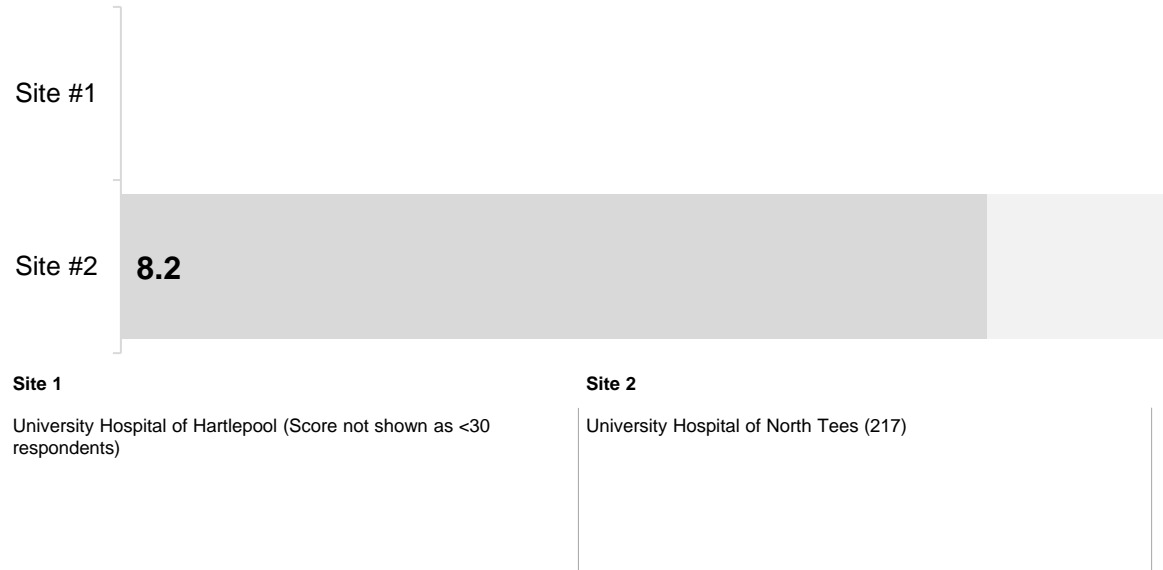 Site #1
Site #2
8.2
Site 1
University Hospital of Hartlepool (Score not shown as <30
respondents)
Site 2
University Hospital of North Tees (217)